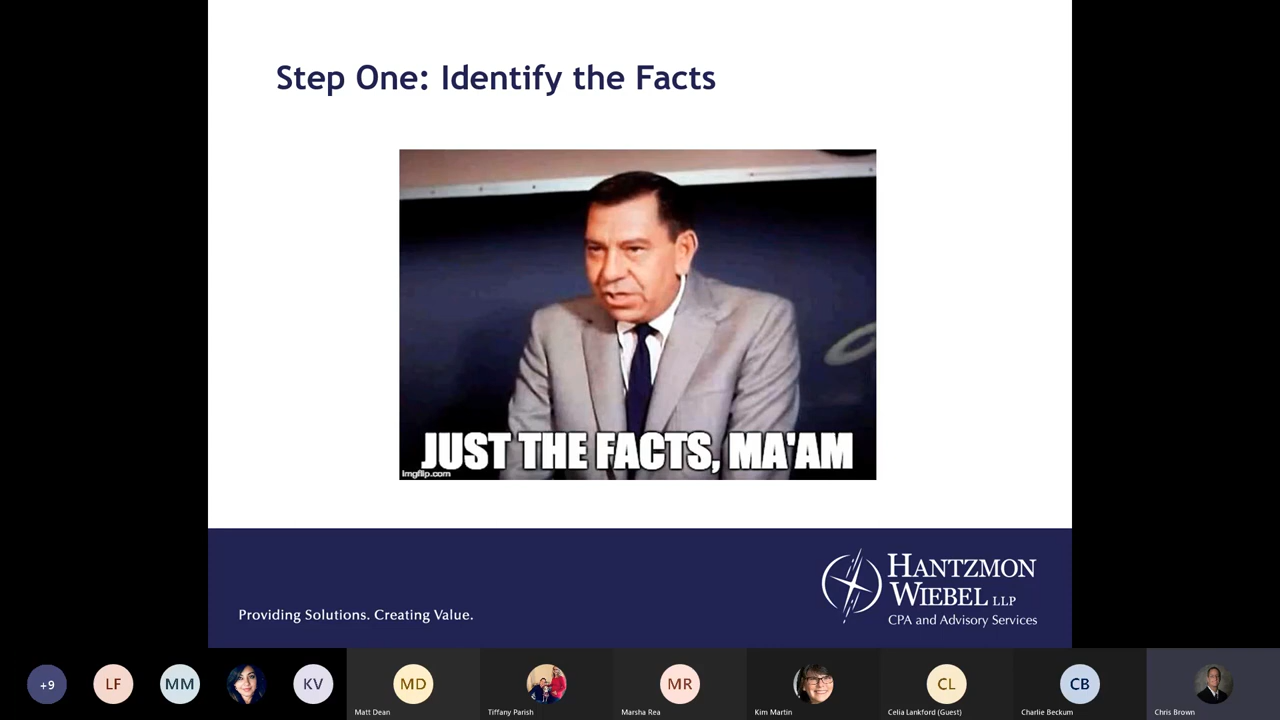 Step One: Identify the Facts
JUST THE FACTS, MA'AM
imgflip.com
HANTZMON
WIEBEL LLP
CPA and Advisory Services
Providing Solutions. Creating Value.
+9
LF
MM
KV
MD
MR
CL
CB
Matt Dean
Tiffany Parish
Marsha Rea
Kim Martin
Celia Lankford (Guest)
Charlie Beckum
Chris Brown